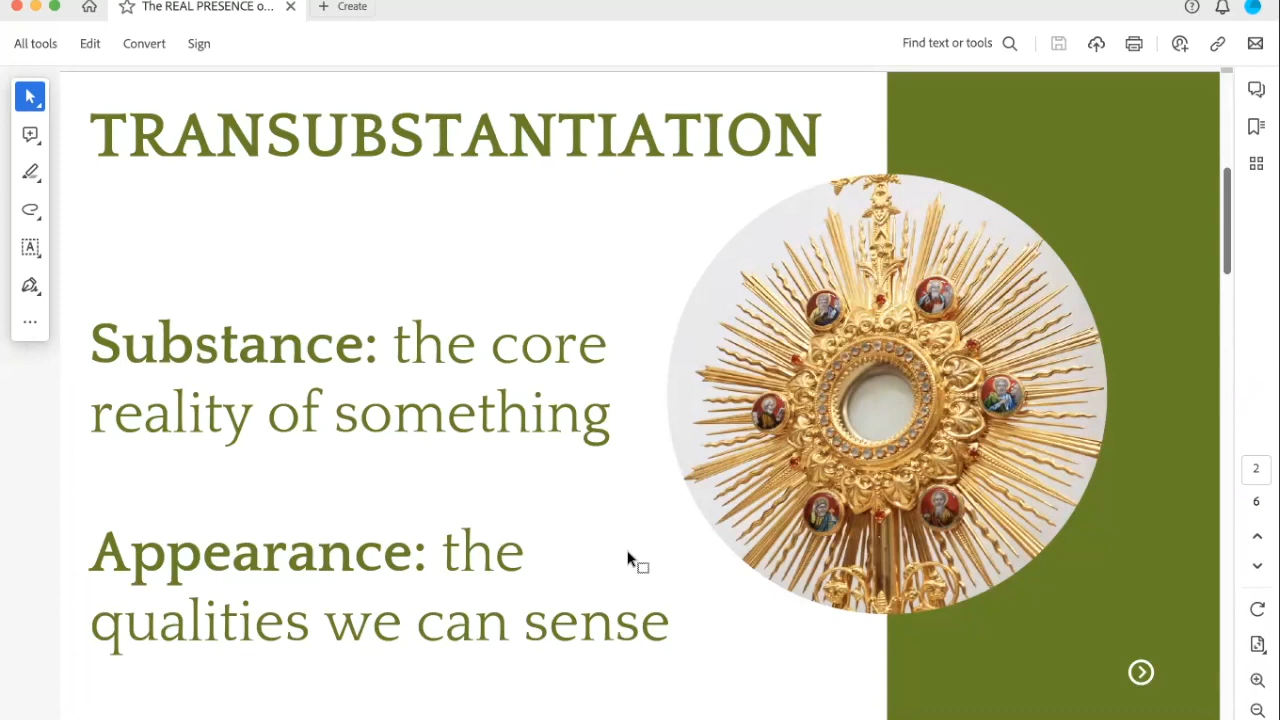 The REAL PRESENCE o...
Create
All tools
Edit
Convert
Sign
Find text or tools
TRANSUBSTANTIATION
Substance: the core
reality of something
Appearance: the
qualities we can sense
2
6